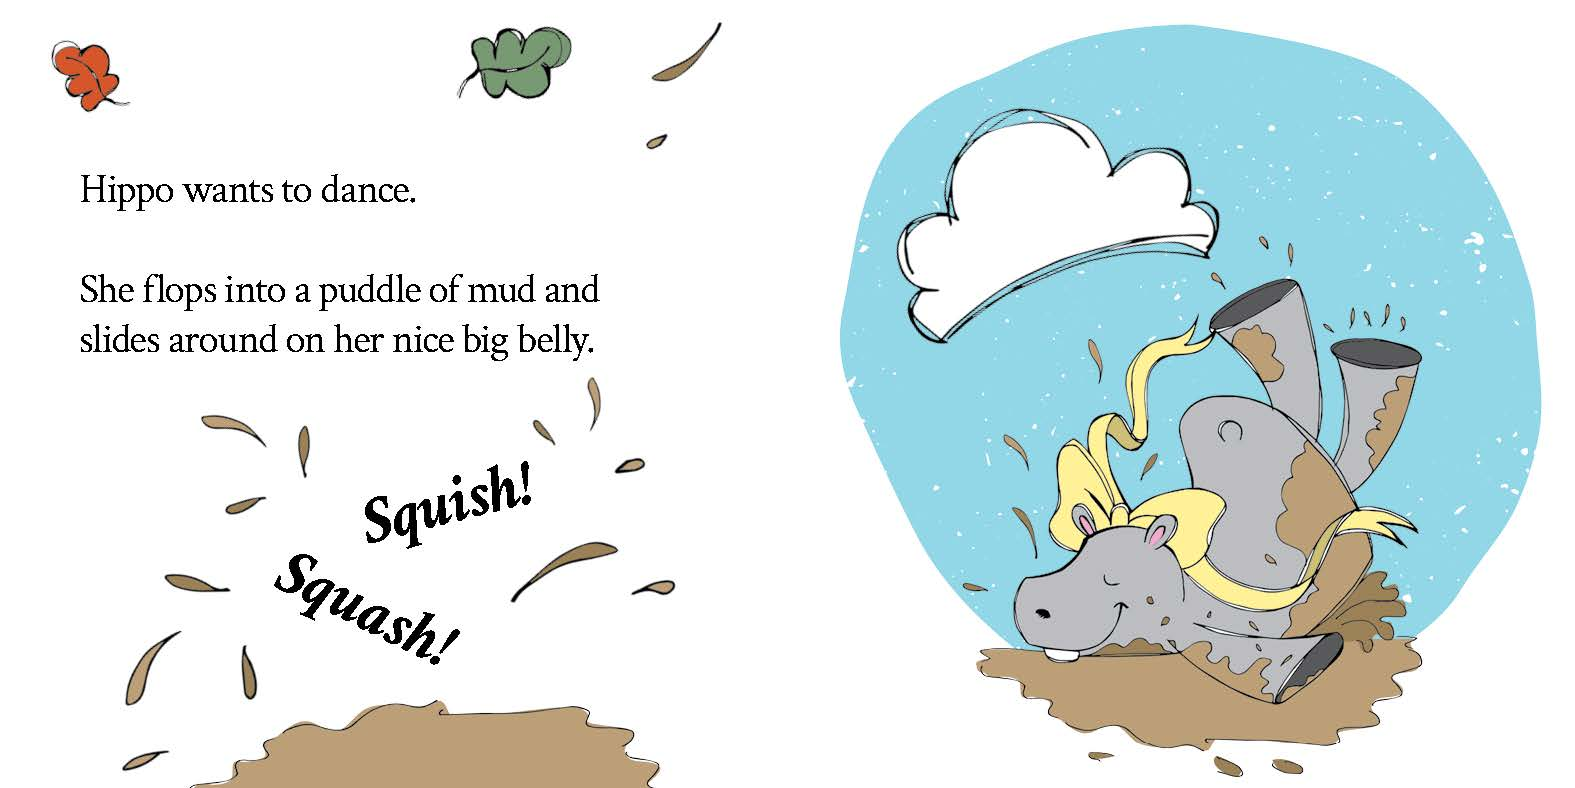 Hippo wants to dance.
She flops into a puddle of mud and
slides around on her nice big belly.
Squish!
Squash!